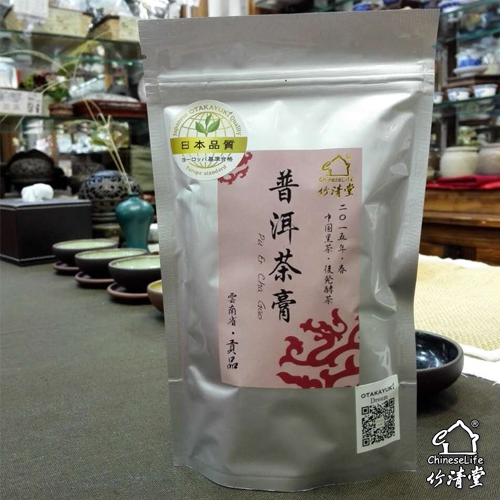 OTAKAYUKI
日本品質
ヨーロッパ基準合格
Europe standard
ChineseLife
竹清堂
普洱茶膏
Pu Er Cha Gao
二〇一五年·春
中国黑茶·後発酵茶
雲南省·貢品
OTAKAYUKI
Dream
ChineseLife
竹清堂